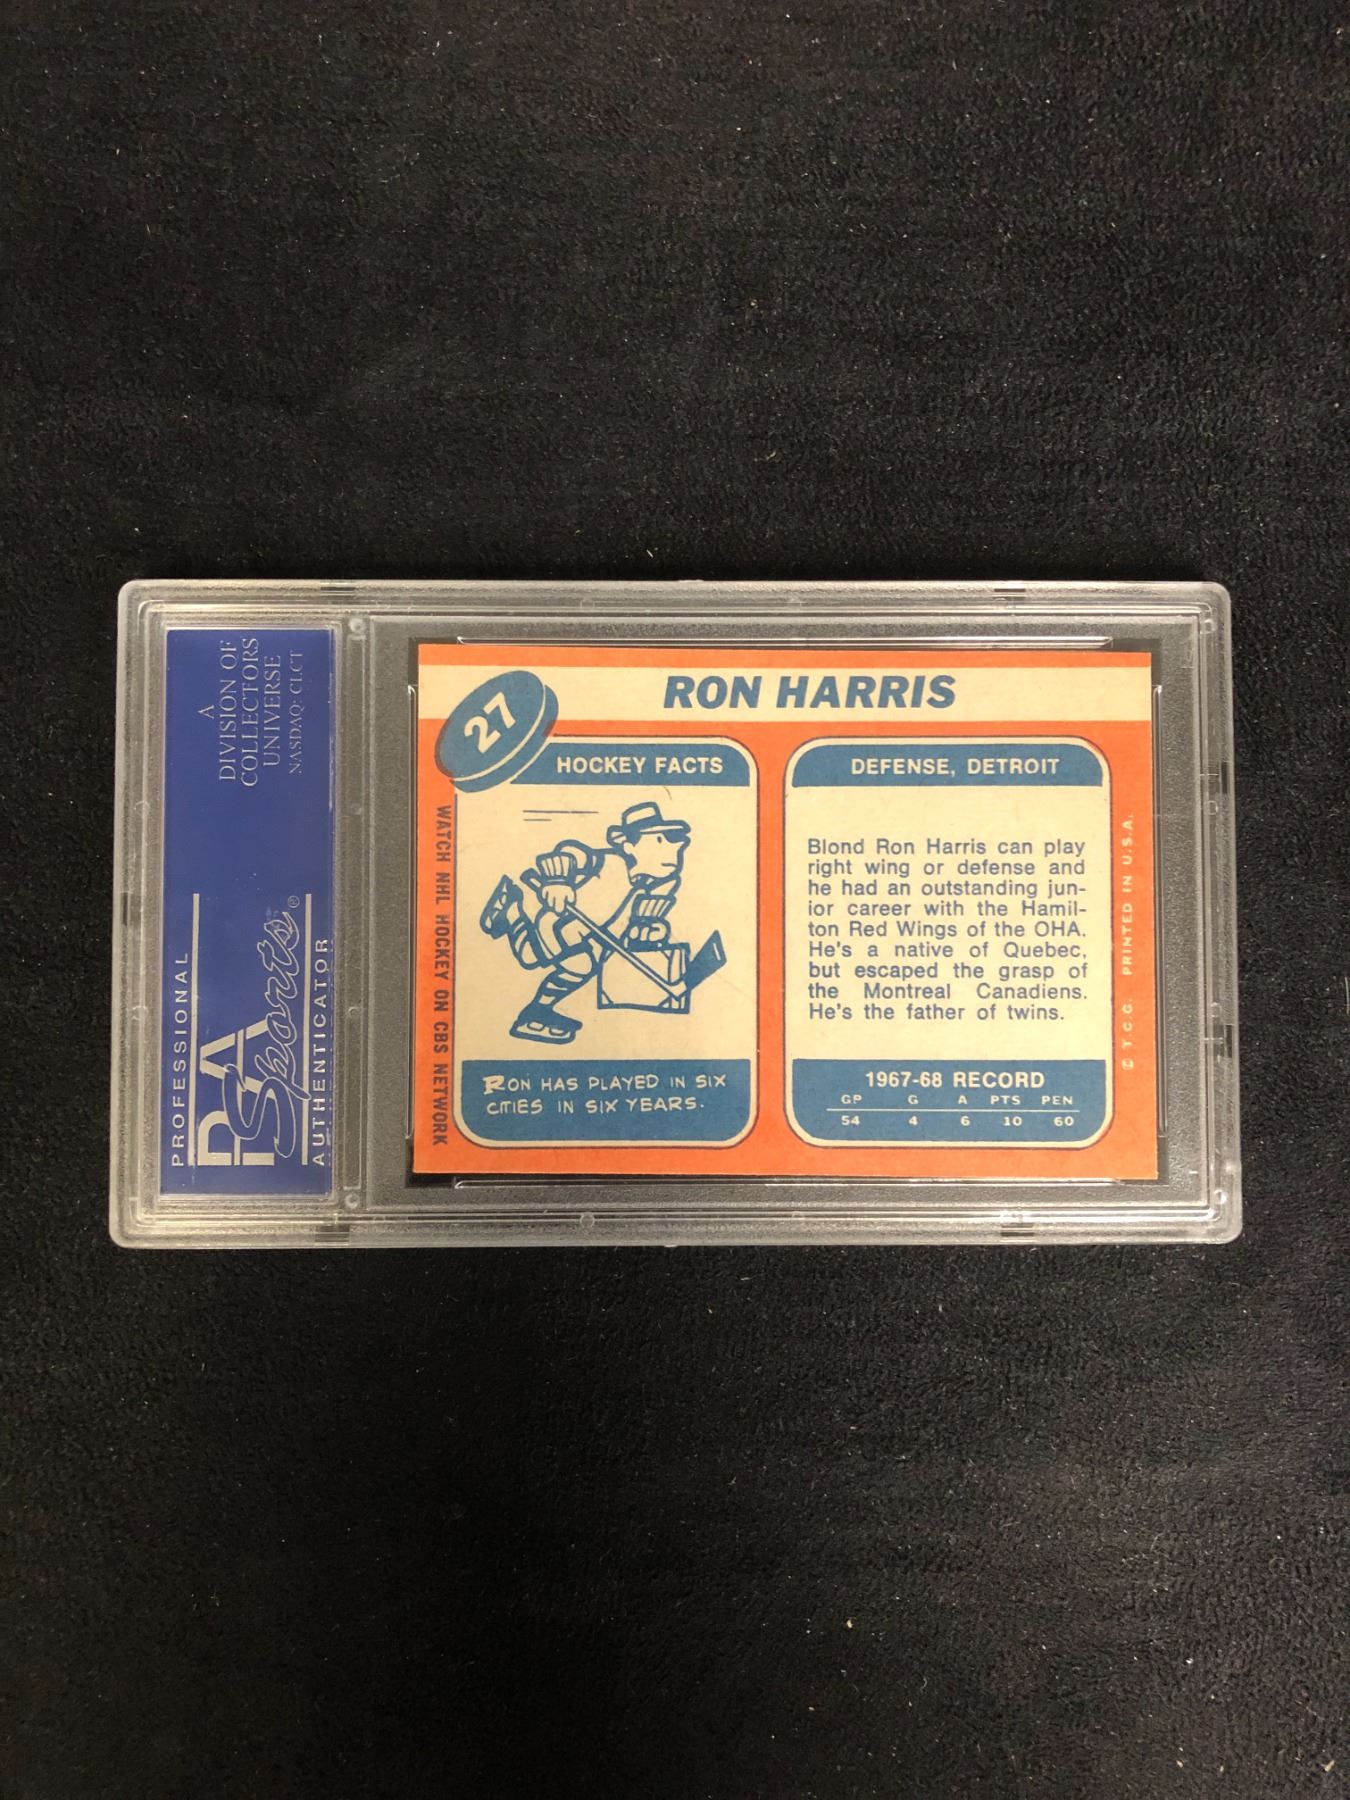 A
DIVISION OF
COLLECTORS
UNIVERSE
NASDAQ: CLCT
PROFESSIONAL
PSA
Sports™®
AUTHENTICATOR
27
RON HARRIS
HOCKEY FACTS
WATCH NHL HOCKEY ON CBS NETWORK
RON HAS PLAYED IN SIX
CITIES IN SIX YEARS.
DEFENSE, DETROIT
Blond Ron Harris can play
right wing or defense and
he had an outstanding jun-
ior career with the Hamil-
ton Red Wings of the OHA.
He's a native of Quebec,
but escaped the grasp of
the Montreal Canadiens.
He's the father of twins.
1967-68 RECORD
GP G A PTS PEN
54 4 6 10 60
© T.C.G. PRINTED IN U.S.A.